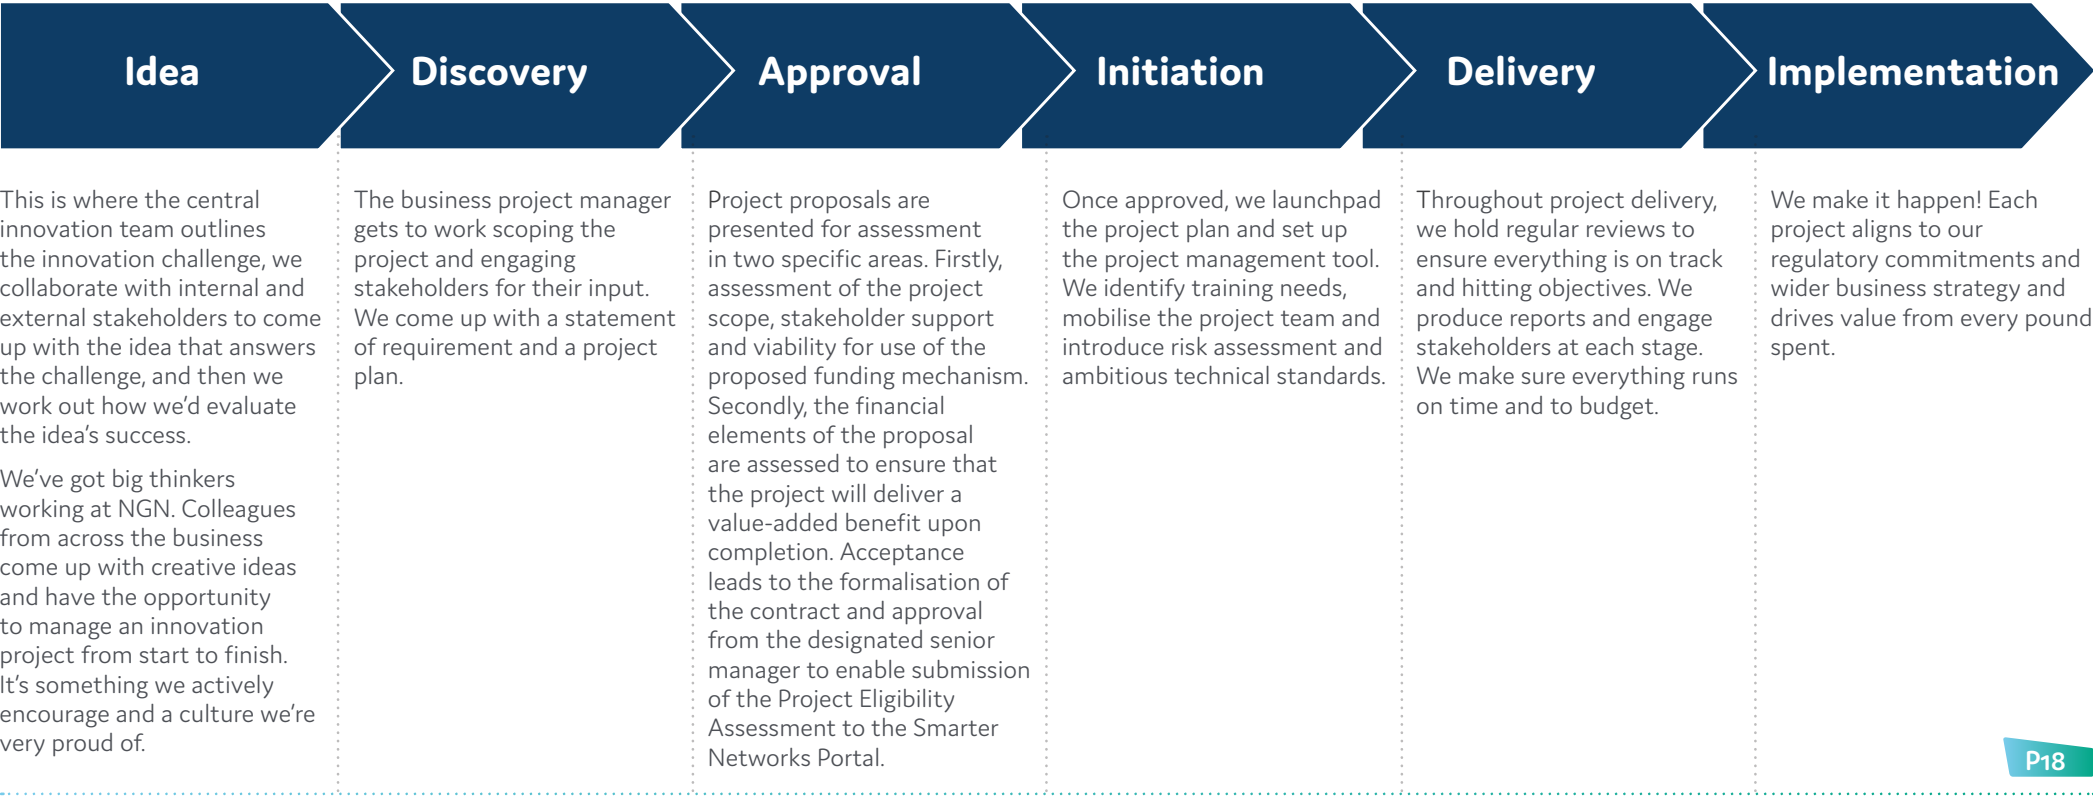 Idea
Discovery
Approval
Initiation
Delivery
Implementation
This is where the central
innovation team outlines
the innovation challenge, we
collaborate with internal and
external stakeholders to come
up with the idea that answers
the challenge, and then we
work out how we’d evaluate
the idea’s success.
We’ve got big thinkers
working at NGN. Colleagues
from across the business
come up with creative ideas
and have the opportunity
to manage an innovation
project from start to finish.
It’s something we actively
encourage and a culture we’re
very proud of.
The business project manager
gets to work scoping the
project and engaging
stakeholders for their input.
We come up with a statement
of requirement and a project
plan.
Project proposals are
presented for assessment
in two specific areas. Firstly,
assessment of the project
scope, stakeholder support
and viability for use of the
proposed funding mechanism.
Secondly, the financial
elements of the proposal
are assessed to ensure that
the project will deliver a
value-added benefit upon
completion. Acceptance
leads to the formalisation of
the contract and approval
from the designated senior
manager to enable submission
of the Project Eligibility
Assessment to the Smarter
Networks Portal.
Once approved, we launchpad
the project plan and set up
the project management tool.
We identify training needs,
mobilise the project team and
introduce risk assessment and
ambitious technical standards.
Throughout project delivery,
we hold regular reviews to
ensure everything is on track
and hitting objectives. We
produce reports and engage
stakeholders at each stage.
We make sure everything runs
on time and to budget.
We make it happen! Each
project aligns to our
regulatory commitments and
wider business strategy and
drives value from every pound
spent.
P18